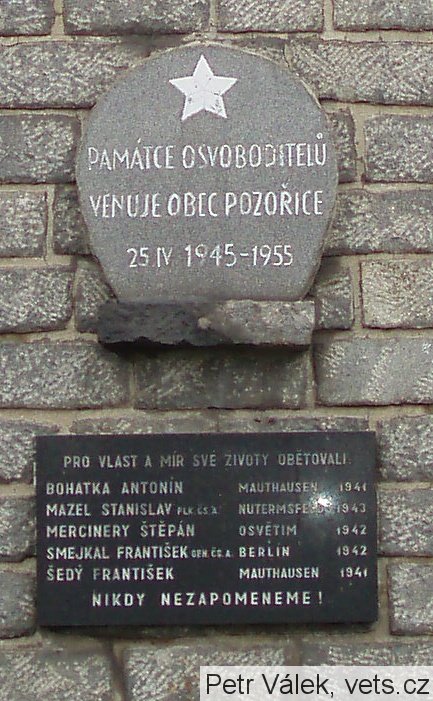 PAMÁTCE OSVOBODITELŮ
VENUJE OBEC POZOŘICE
25 IV 1945-1955
PRO VLAST A MÍR SVÉ ŽIVOTY OBĚTOVALI
BOHATKA ANTONÍN MAUTHAUSEN 1941
MAZEL STANISLAV PLK. ČS. A. 1943
MERCINERY ŠTĚPÁN OSVĚTIM 1942
SMEJKAL FRANTIŠEK GEN. ČS. A. BERLÍN 1942
ŠEDÝ FRANTIŠEK MAUTHAUSEN 1941
NIKDY NEZAPOMENEME!
Petr Válek, vets.cz